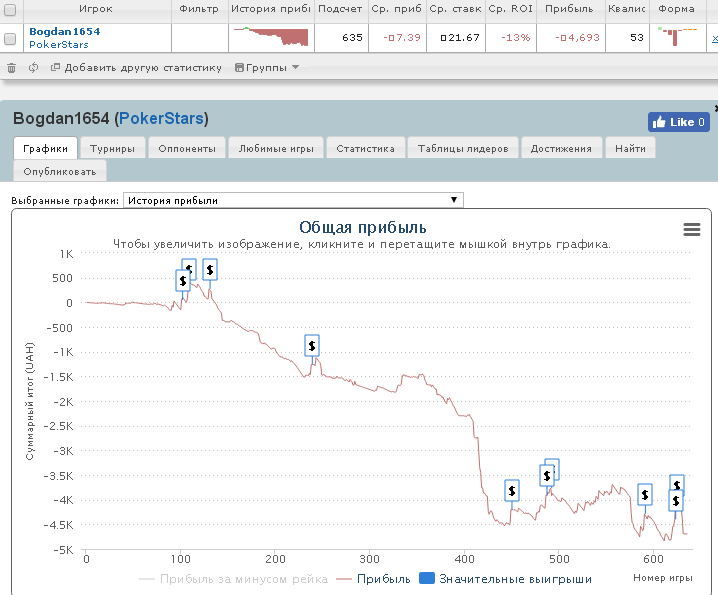 Игрок Фильтр История приб Подсчет Ср. приб Ср. ставк Ср. ROI Прибыль Квалис Форма
Bogdan1654 635 -▯7.39 ▯21.67 -13% -▯4,693 53
PokerStars
Добавить другую статистику Группы
Bogdan1654 (PokerStars)
Like 0
Графики Турниры Оппоненты Любимые игры Статистика Таблицы лидеров Достижения Найти
Опубликовать
Выбранные графики: История прибыли
Общая прибыль
Чтобы увеличить изображение, кликните и перетащите мышкой внутрь графика.
1K
500
0
-500
-1K
-1.5K
-2K
-2.5K
-3K
-3.5K
-4K
-4.5K
-5K
Суммарный итог (UAH)
$ $ $ $ $ $ $ $ $
0 100 200 300 400 500 600
Прибыль за минусом рейка Прибыль Значительные выигрыши
Номер игры